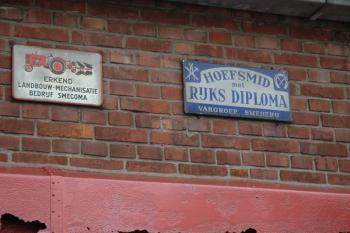 ERKEND
LANDBOUW-MECHANISATIE
BEDRIJF SMECOMA
HOEFSMID
met
RIJKS DIPLOMA
VAKGROEP SMEDERIJ